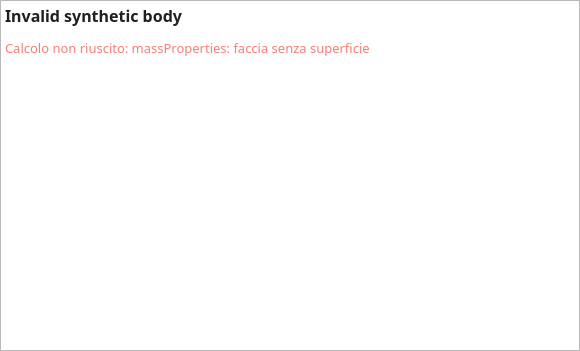 Invalid synthetic body
Calcolo non riuscito: massProperties: faccia senza superficie